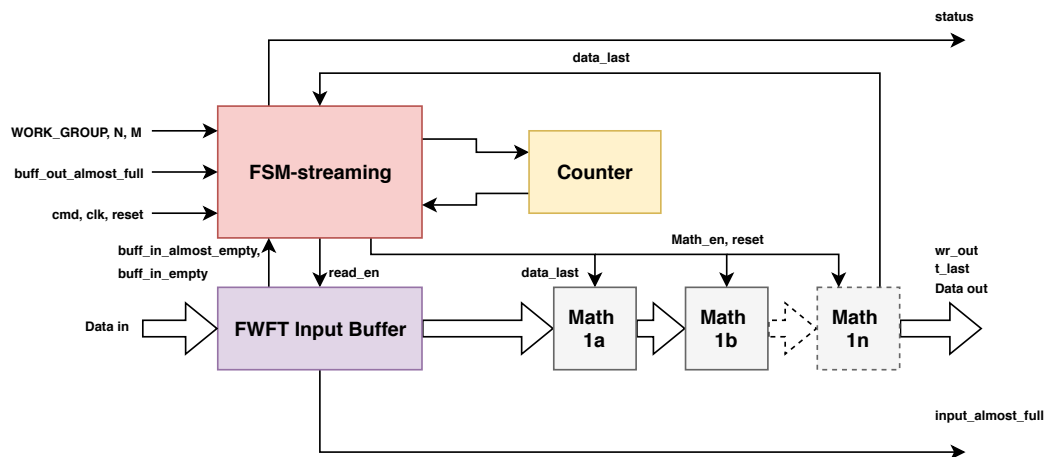 status
data_last
WORK_GROUP, N, M
buff_out_almost_full
cmd, clk, reset
FSM-streaming
Counter
buff_in_almost_empty,
buff_in_empty
read_en
Math_en, reset
data_last
wr_out
t_last
Data out
Data in
FWFT Input Buffer
Math
1a
Math
1b
Math
1n
input_almost_full